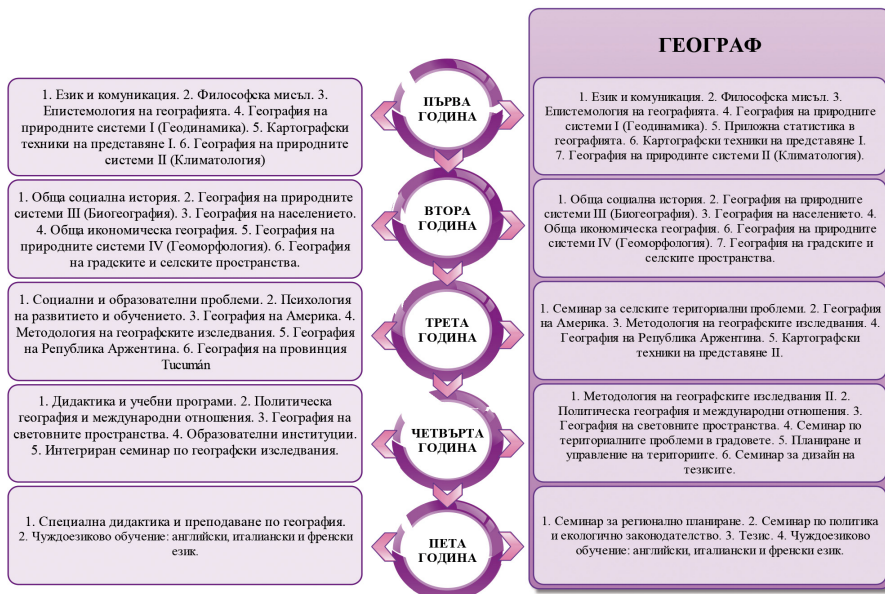 ГЕОГРАФ
1. Език и комуникация. 2. Философска мисъл. 3.
Епистемология на географията. 4. География на
природните системи I (Геодинамика). 5. Картографски
техники на представяне I. 6. География на природните
системи II (Климатология)
ПЪРВА
ГОДИНА
1. Език и комуникация. 2. Философска мисъл. 3.
Епистемология на географията. 4. География на
природните системи I (Геодинамика). 5. Приложна статистика в
географията. 6. Картографски техники на представяне I.
7. География на природните системи II (Климатология).
1. Обща социална история. 2. География на природните
системи III (Биогеография). 3. География на населението.
4. Обща икономическа география. 5. География на
природните системи IV (Геоморфология). 6. География
на градските и селските пространства.
ВТОРА
ГОДИНА
1. Обща социална история. 2. География на природните
системи III (Биогеография). 3. География на населението. 4.
Обща икономическа география. 6. География на природните
системи IV (Геоморфология). 7. География на градските и
селските пространства.
1. Социални и образователни проблеми. 2. Психология
на развитието и обучението. 3. География на Америка. 4.
Методология на географските изследвания. 5. География
на Република Аржентина. 6. География на провинция
Tucumán
ТРЕТА
ГОДИНА
1. Семинар за селските териториални проблеми. 2. География
на Америка. 3. Методология на географските изследвания. 4.
География на Република Аржентина. 5. Картографски
техники на представяне II.
1. Дидактика и учебни програми. 2. Политическа
география и международни отношения. 3. География на
световните пространства. 4. Образователни институции.
5. Интегриран семинар по географски изследвания.
ЧЕТВЪРТА
ГОДИНА
1. Методология на географските изследвания II. 2.
Политическа география и международни отношения. 3.
География на световните пространства. 4. Семинар по
териториалните проблеми в градовете. 5. Планиране и
управление на териториите. 6. Семинар за дизайн на
тезисите.
1. Специална дидактика и преподаване по география.
2. Чуждоезиково обучение: английски, италиански и френски
език.
ПЕТА
ГОДИНА
1. Семинар за регионално планиране. 2. Семинар по политика
и екологично законодателство. 3. Тезис. 4. Чуждоезиково
обучение: английски, италиански и френски език.